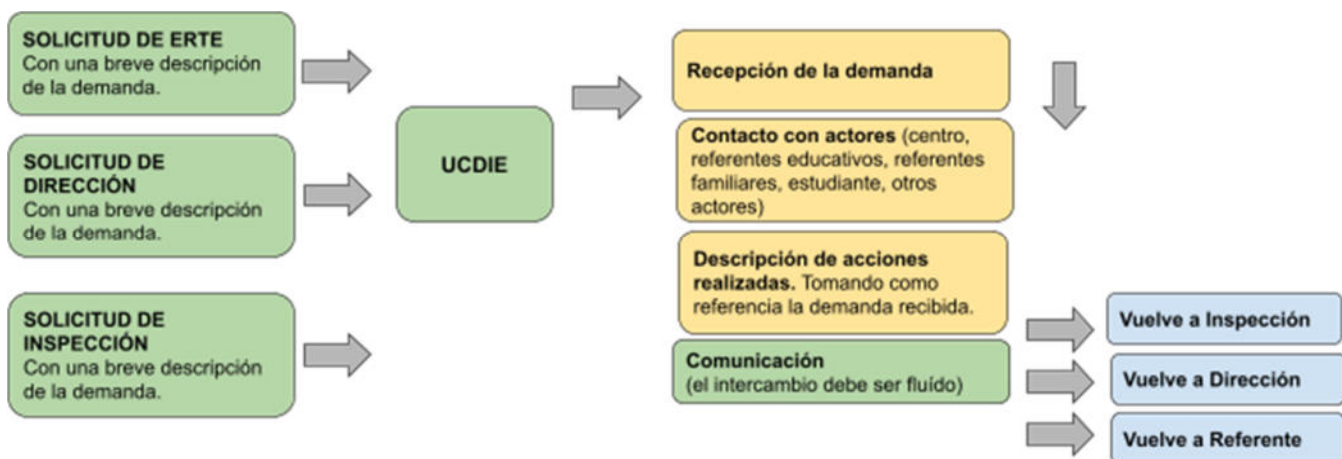 SOLICITUD DE ERTE
Con una breve descripción
de la demanda.
SOLICITUD DE
DIRECCIÓN
Con una breve descripción
de la demanda.
SOLICITUD DE
INSPECCIÓN
Con una breve descripción
de la demanda.
UCDIE
Recepción de la demanda
Contacto con actores (centro,
referentes educativos, referentes
familiares, estudiante, otros
actores)
Descripción de acciones
realizadas. Tomando como
referencia la demanda recibida.
Comunicación
(el intercambio debe ser fluído)
Vuelve a Inspección
Vuelve a Dirección
Vuelve a Referente